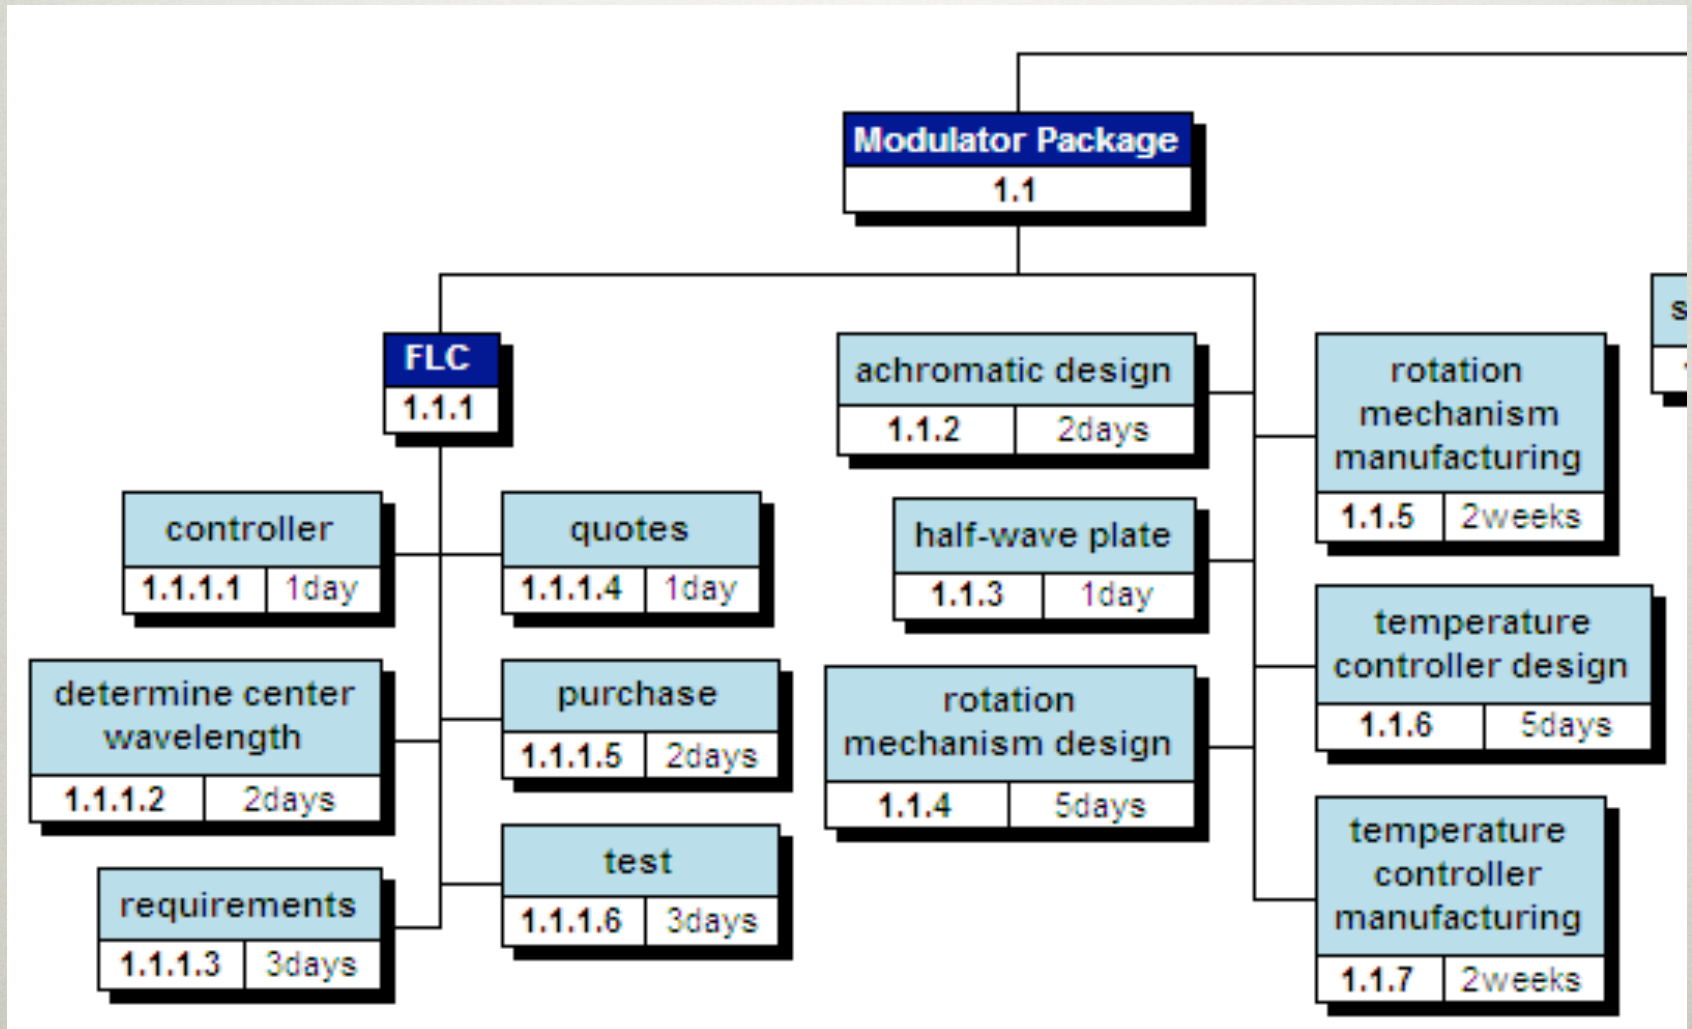 Modulator Package
1.1
FLC
1.1.1
controller
1.1.1.1 1day
determine center
wavelength
1.1.1.2 2days
requirements
1.1.1.3 3days
quotes
1.1.1.4 1day
purchase
1.1.1.5 2days
test
1.1.1.6 3days
achromatic design
1.1.2 2days
half-wave plate
1.1.3 1day
rotation
mechanism design
1.1.4 5days
rotation
mechanism
manufacturing
1.1.5 2weeks
temperature
controller design
1.1.6 5days
temperature
controller
manufacturing
1.1.7 2weeks